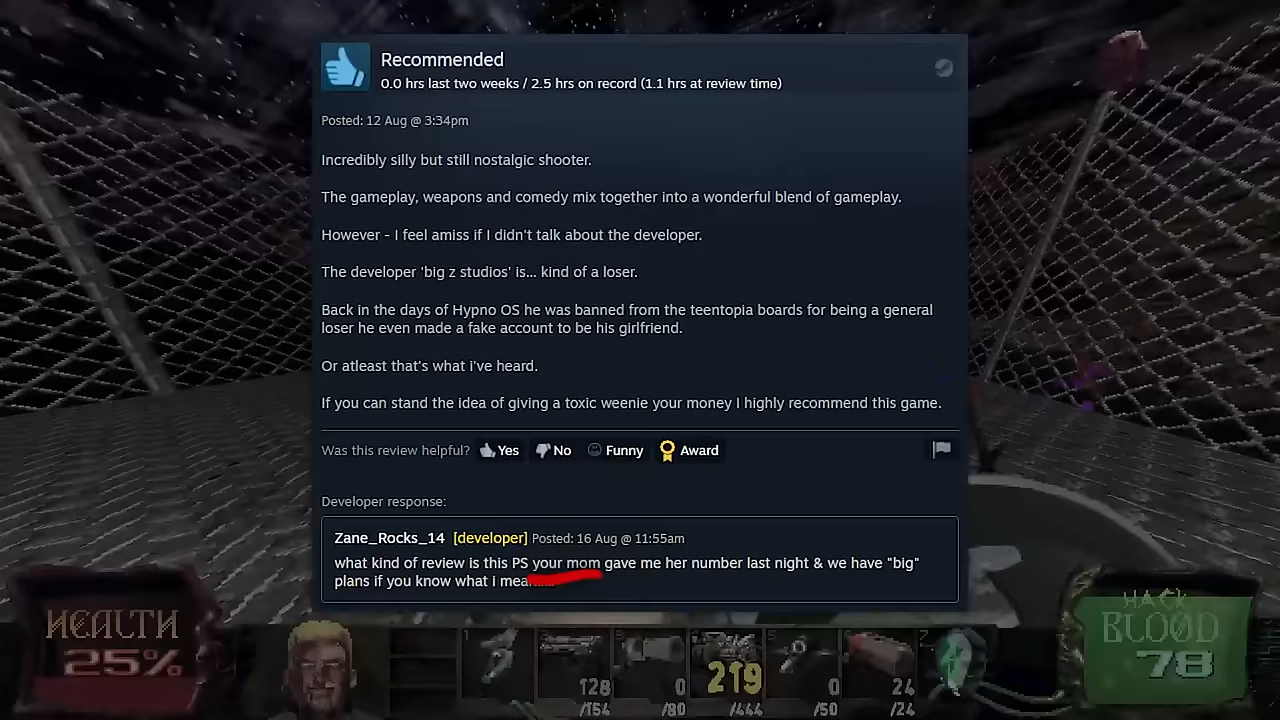 Recommended
0.0 hrs last two weeks / 2.5 hrs on record (1.1 hrs at review time)
Posted: 12 Aug @ 3:34pm
Incredibly silly but still nostalgic shooter.
The gameplay, weapons and comedy mix together into a wonderful blend of gameplay.
However - I feel amiss if I didn't talk about the developer.
The developer 'big z studios' is... kind of a loser.
Back in the days of Hypno OS he was banned from the teentopia boards for being a general
loser he even made a fake account to be his girlfriend.
Or atleast that's what i've heard.
If you can stand the idea of giving a toxic weenie your money I highly recommend this game.
Was this review helpful? Yes No Funny Award
Developer response:
Zane_Rocks_14 [developer] Posted: 16 Aug @ 11:55am
what kind of review is this PS your mom gave me her number last night & we have "big"
plans if you know what i mean
HEALTH
25%
1
128
/154
0
/80
219
/444
5
0
/50
24
/24
7
HACK
BLOOD
78